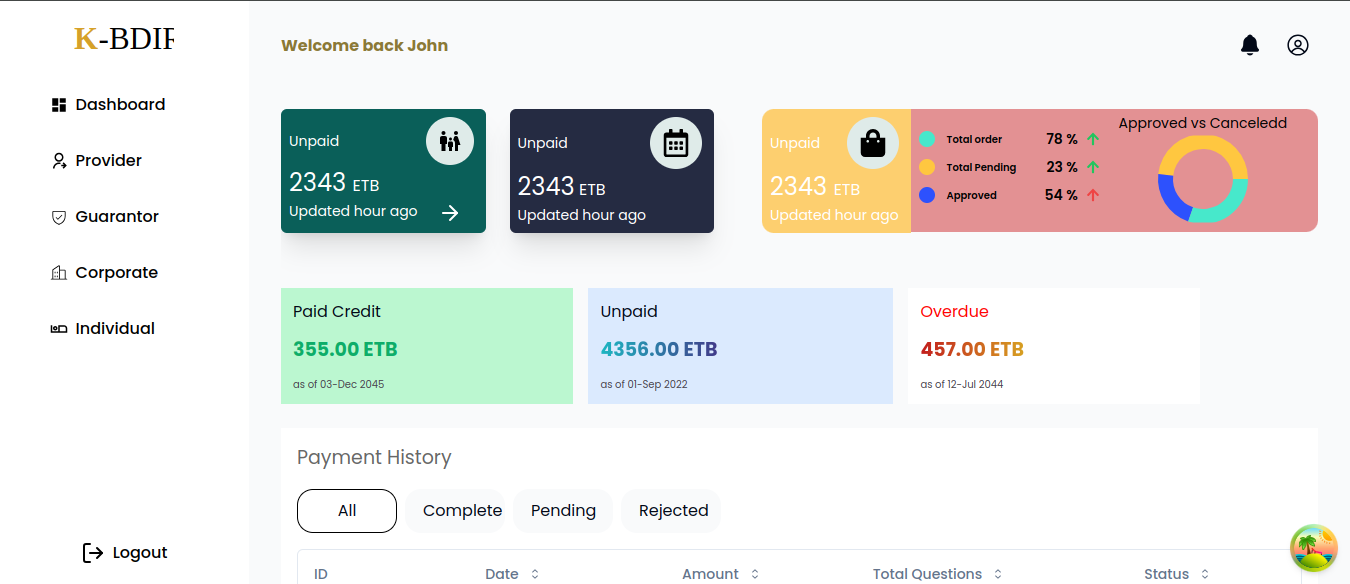 K-BDIR
Welcome back John
Dashboard
Provider
Guarantor
Corporate
Individual
Logout
Unpaid
2343 ETB
Updated hour ago
Unpaid
2343 ETB
Updated hour ago
Unpaid
2343 ETB
Updated hour ago
Total order 78 %
Total Pending 23 %
Approved 54 %
Approved vs Canceledd
Paid Credit
355.00 ETB
as of 03-Dec 2045
Unpaid
4356.00 ETB
as of 01-Sep 2022
Overdue
457.00 ETB
as of 12-Jul 2044
Payment History
All Complete Pending Rejected
ID Date Amount Total Questions Status